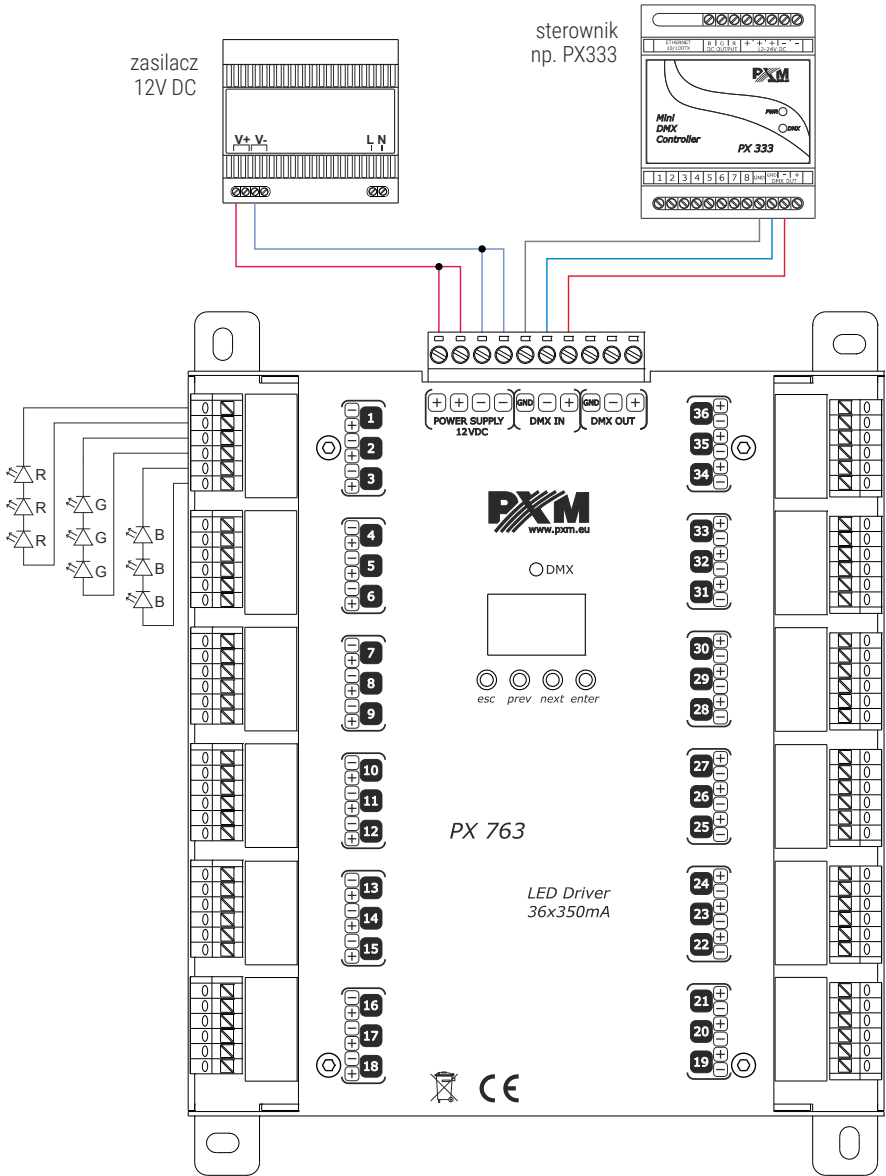 zasilacz
12V DC
V+ V- L N
sterownik
np. PX333
ETHERNET
10/100TX
B G R + + + - -
DC OUTPUT 12-24V DC
PXM
PWR
DMX
Mini
DMX
Controller
PX 333
1 2 3 4 5 6 7 8 GND GND - +
DMX OUT
+ + - - GND - + GND - +
POWER SUPPLY
12VDC
DMX IN
DMX OUT
R
R
R
G
G
G
B
B
B
- + 1
- + 2
- + 3
- + 4
- + 5
- + 6
- + 7
- + 8
- + 9
- + 10
- + 11
- + 12
- + 13
- + 14
- + 15
- + 16
- + 17
- + 18
PXM
www.pxm.eu
DMX
esc prev next enter
PX 763
LED Driver
36x350mA
CE
36 + -
35 + -
34 + -
33 + -
32 + -
31 + -
30 + -
29 + -
28 + -
27 + -
26 + -
25 + -
24 + -
23 + -
22 + -
21 + -
20 + -
19 + -